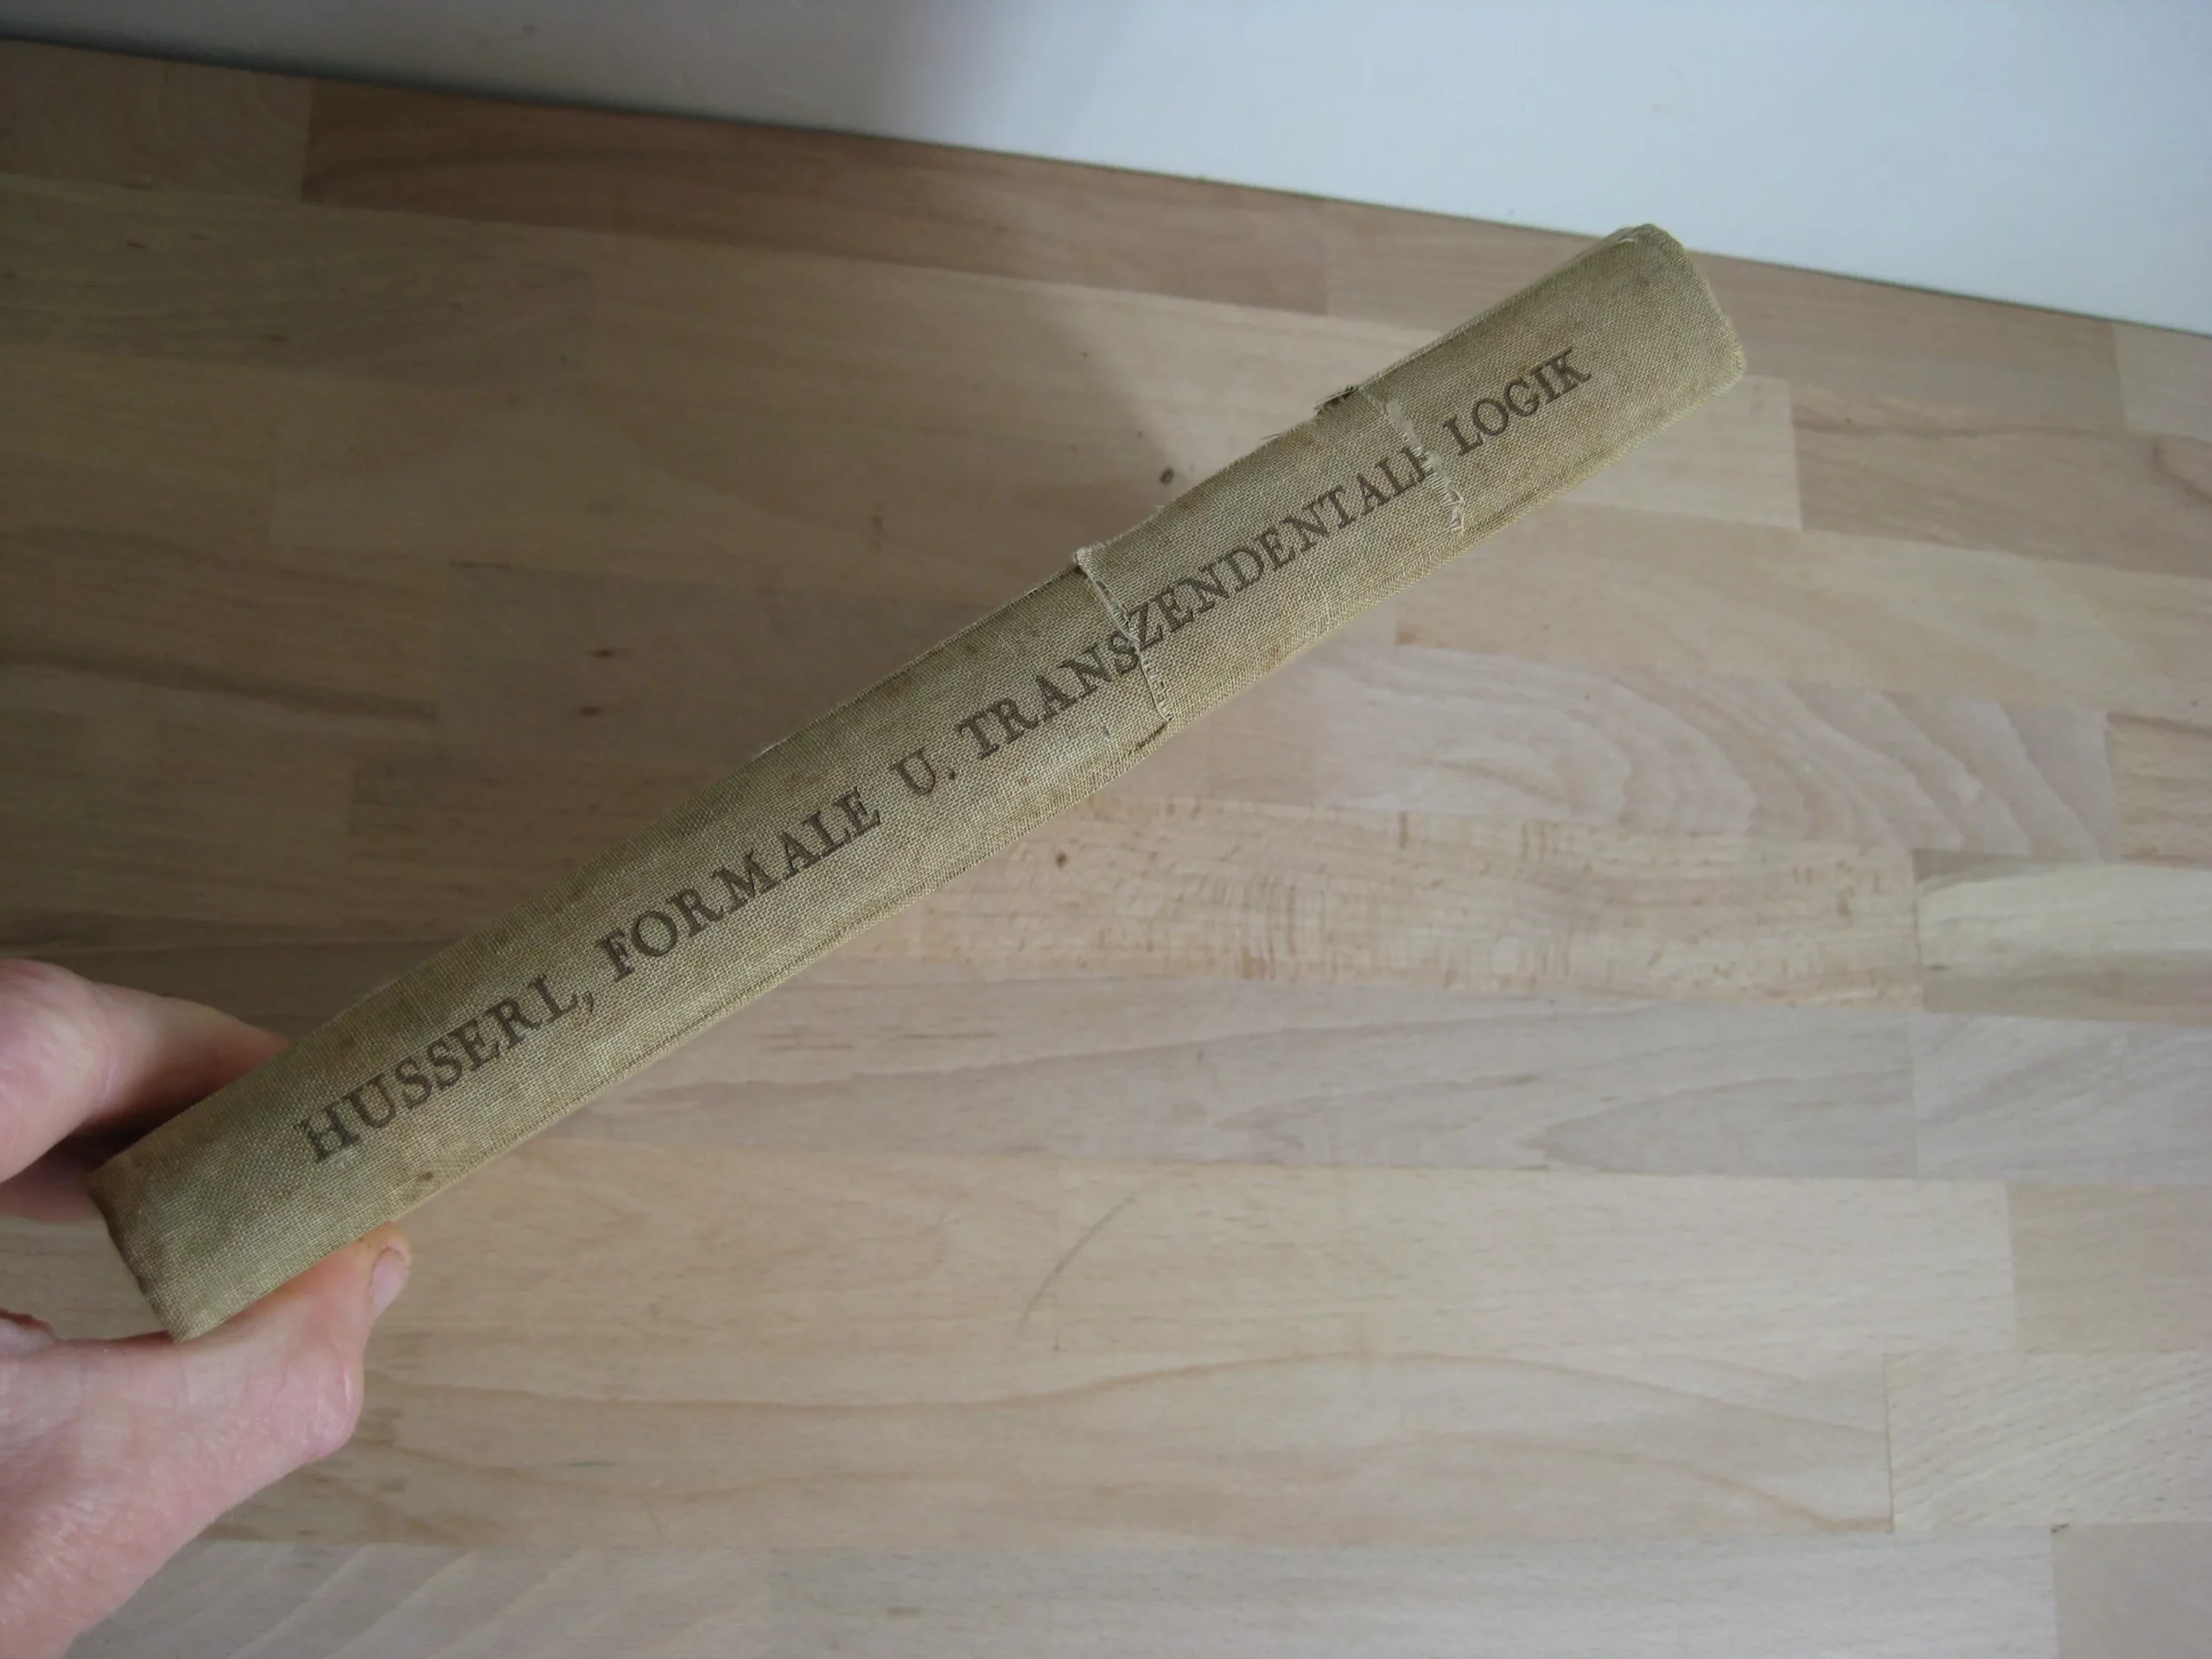 HUSSERL, FORMALE U. TRANSZENDENTALE LOGIK